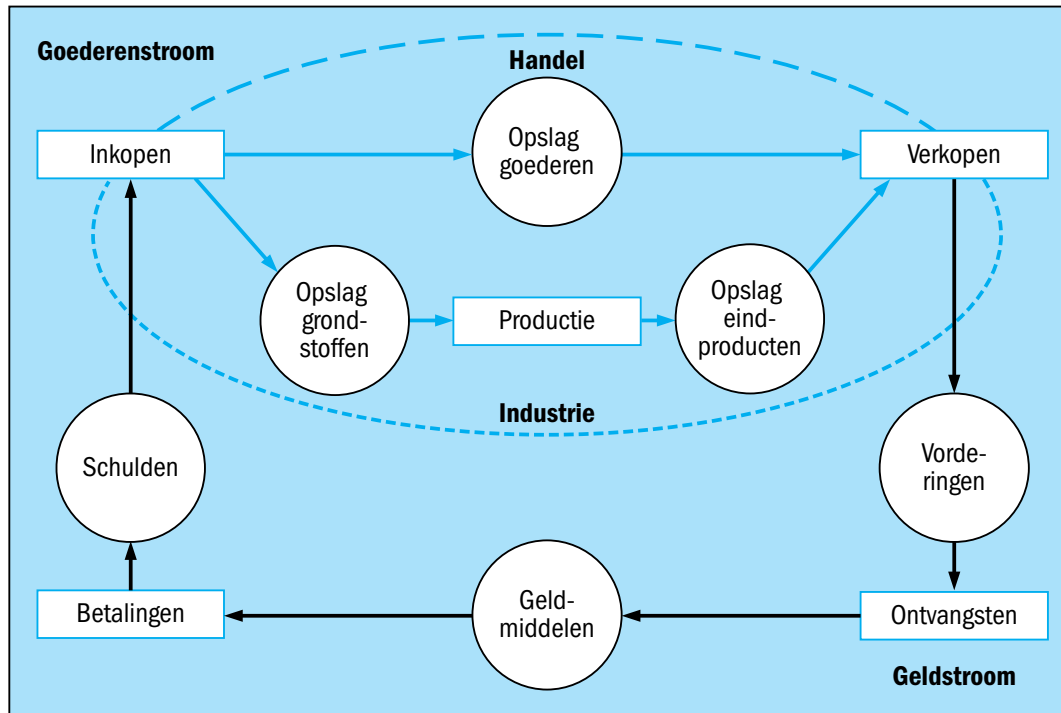 Goederenstroom
Handel
Inkopen
Opslag
goederen
Verkopen
Opslag
grond-
stoffen
Productie
Opslag
eind-
producten
Industrie
Schulden
Vorde-
ringen
Betalingen
Geld-
middelen
Ontvangsten
Geldstroom